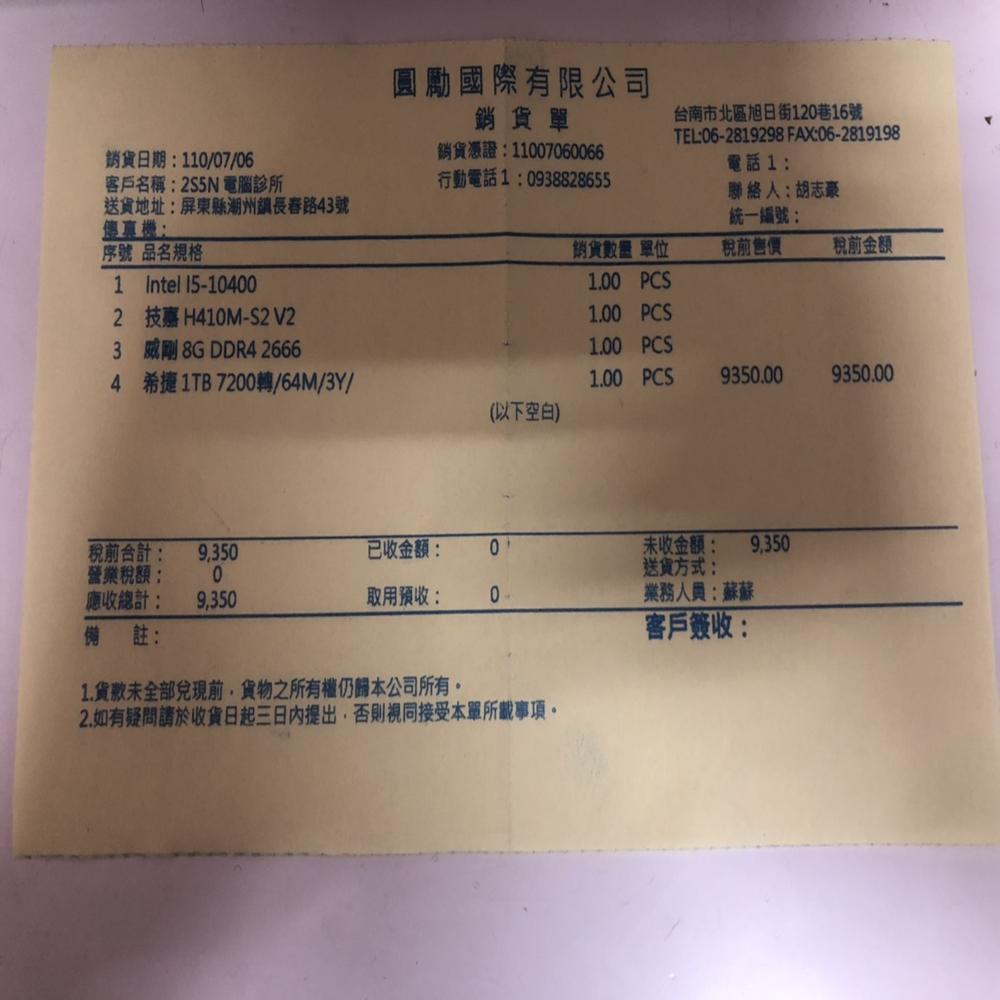 圓勵國際有限公司
銷 貨 單
台南市北區旭日街120巷16號
TEL:06-2819298 FAX:06-2819198
銷貨日期：110/07/06 銷貨憑證：11007060066 電 話 1：
客戶名稱：2S5N 電腦診所 行動電話1：0938828655 聯 絡 人：胡志豪
送貨地址：屏東縣潮州鎮長春路43號 統一編號：
傳 真 機：
序號 品名規格 銷貨數量 單位 稅前售價 稅前金額
1 Intel I5-10400 1.00 PCS
2 技嘉 H410M-S2 V2 1.00 PCS
3 威剛 8G DDR4 2666 1.00 PCS
4 希捷 1TB 7200轉/64M/3Y/ 1.00 PCS 9350.00 9350.00
(以下空白)
稅前合計： 9,350 已收金額： 0 未收金額： 9,350
營業稅額： 0 送貨方式：
應收總計： 9,350 取用預收： 0 業務人員：蘇蘇
備 註： 客戶簽收：
1.貨款未全部兌現前，貨物之所有權仍歸本公司所有。
2.如有疑問請於收貨日起三日內提出，否則視同接受本單所載事項。